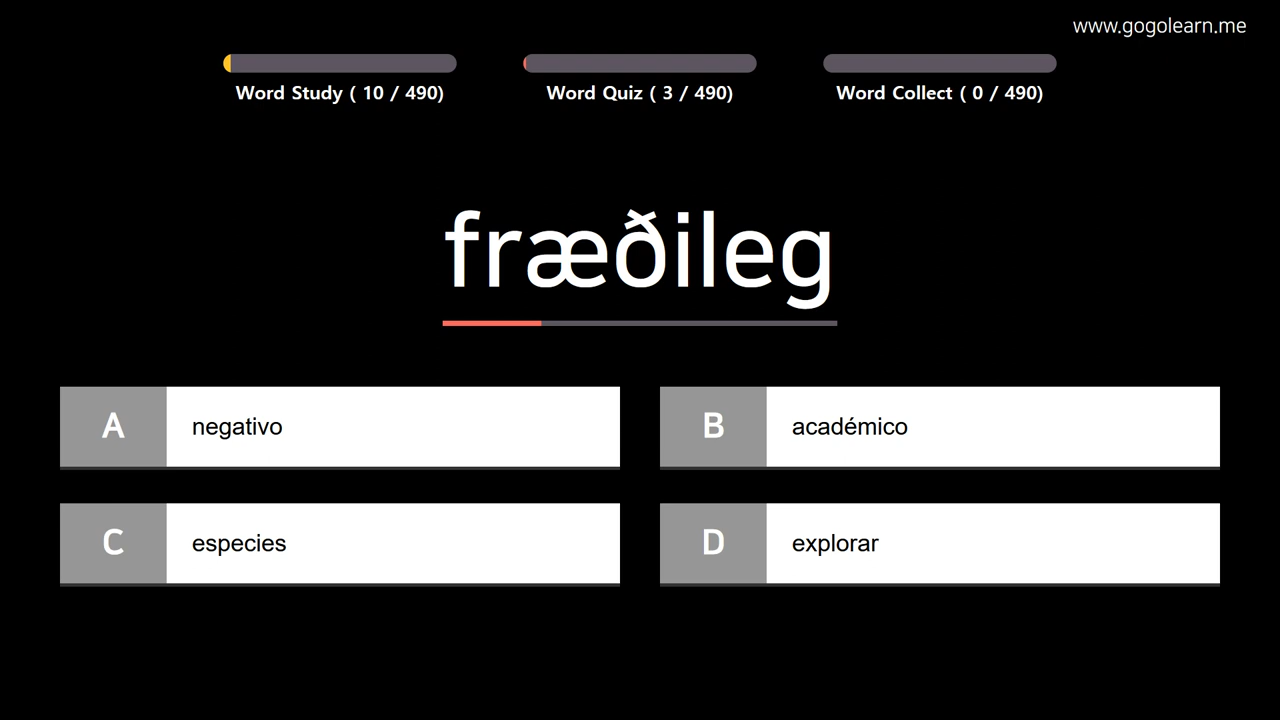 www.gogolearn.me
Word Study ( 10 / 490)
Word Quiz ( 3 / 490)
Word Collect ( 0 / 490)
fræðileg
A negativo
B académico
C especies
D explorar